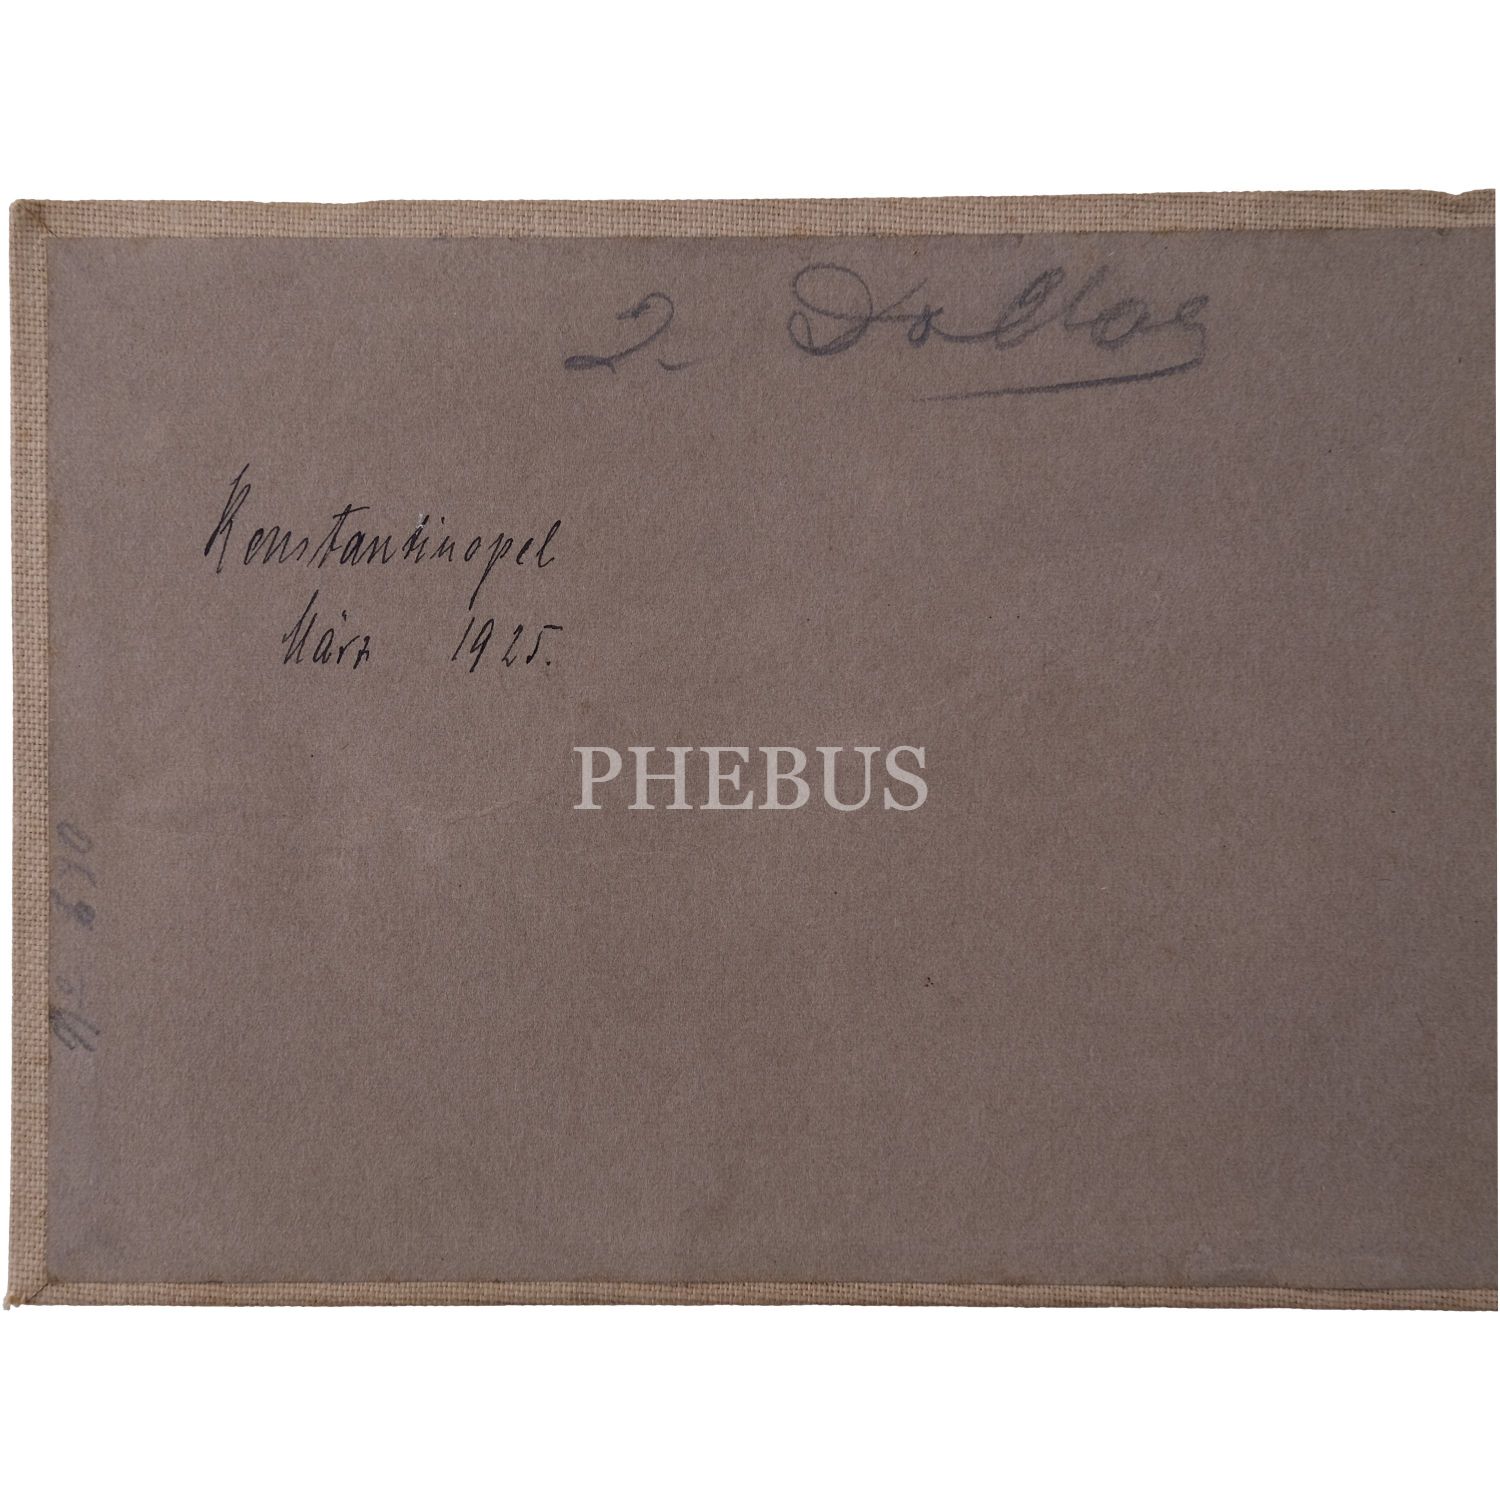 2 Dollar
Konstantinopel
März 1925.
PHEBUS